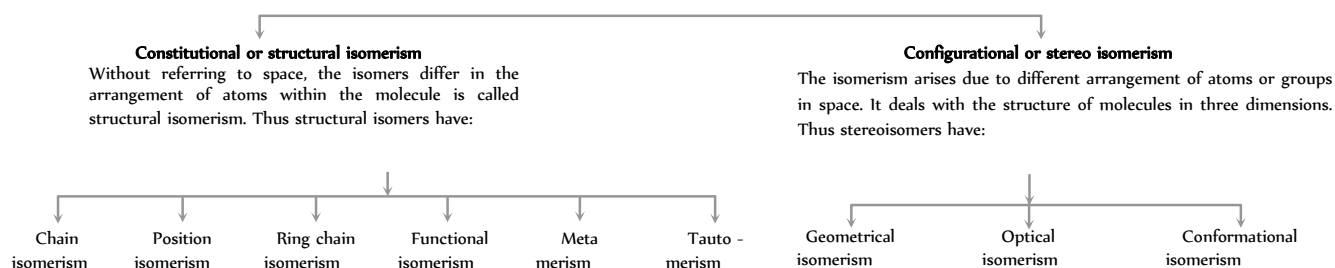 Constitutional or structural isomerism
Without referring to space, the isomers differ in the
arrangement of atoms within the molecule is called
structural isomerism. Thus structural isomers have:
Configurational or stereo isomerism
The isomerism arises due to different arrangement of atoms or groups
in space. It deals with the structure of molecules in three dimensions.
Thus stereoisomers have:
Chain
isomerism
Position
isomerism
Ring chain
isomerism
Functional
isomerism
Meta
merism
Tauto -
merism
Geometrical
isomerism
Optical
isomerism
Conformational
isomerism